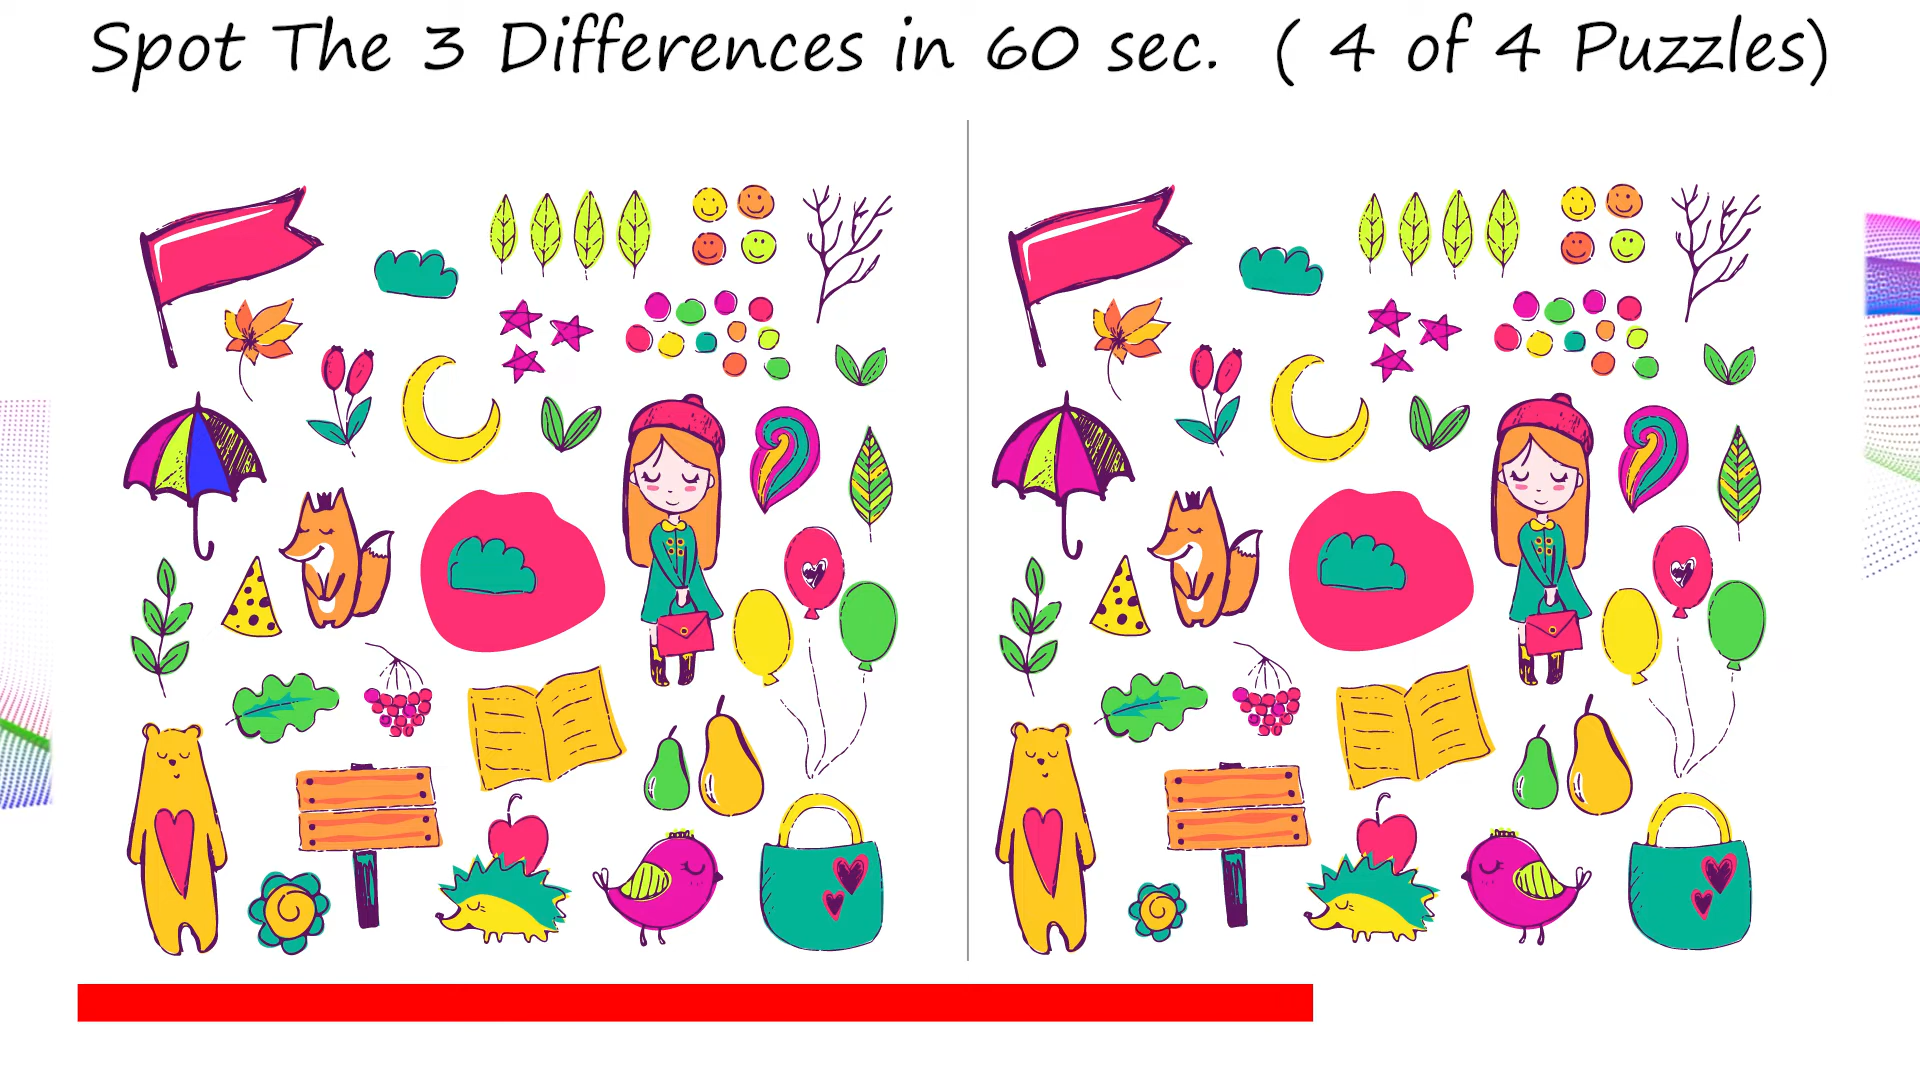 Spot The 3 Differences in 60 sec. ( 4 of 4 Puzzles)